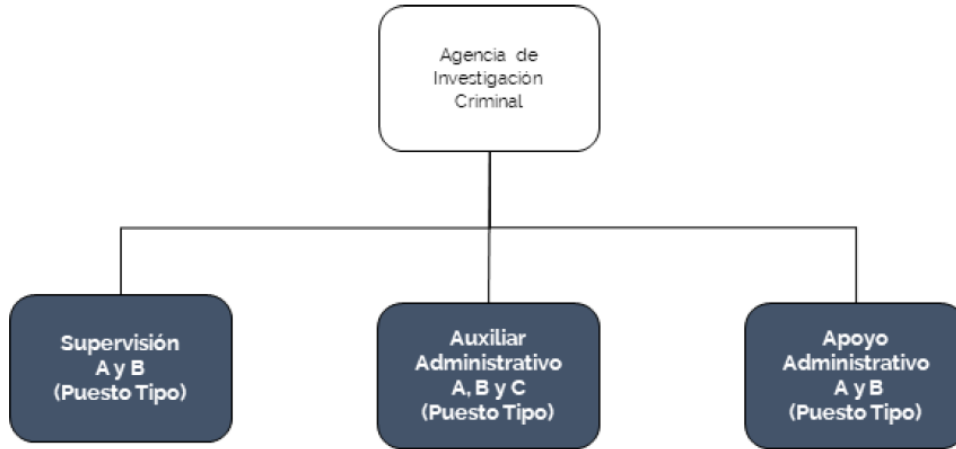 Agencia de
Investigación
Criminal
Supervisión
A y B
(Puesto Tipo)
Auxiliar
Administrativo
A, B y C
(Puesto Tipo)
Apoyo
Administrativo
A y B
(Puesto Tipo)